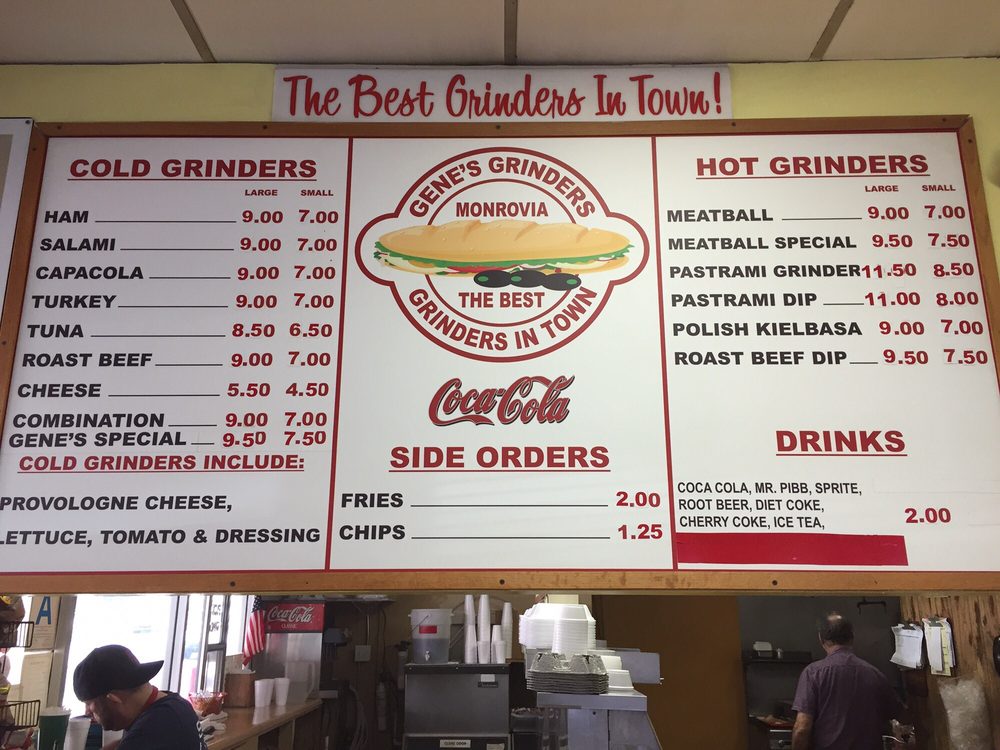 The Best Grinders In Town!
COLD GRINDERS
LARGE SMALL
HAM 9.00 7.00
SALAMI 9.00 7.00
CAPACOLA 9.00 7.00
TURKEY 9.00 7.00
TUNA 8.50 6.50
ROAST BEEF 9.00 7.00
CHEESE 5.50 4.50
COMBINATION 9.00 7.00
GENE'S SPECIAL 9.50 7.50
COLD GRINDERS INCLUDE:
PROVOLOGNE CHEESE,
LETTUCE, TOMATO & DRESSING
GENE'S GRINDERS
MONROVIA
THE BEST
GRINDERS IN TOWN
Coca-Cola
SIDE ORDERS
FRIES 2.00
CHIPS 1.25
HOT GRINDERS
LARGE SMALL
MEATBALL 9.00 7.00
MEATBALL SPECIAL 9.50 7.50
PASTRAMI GRINDER 11.50 8.50
PASTRAMI DIP 11.00 8.00
POLISH KIELBASA 9.00 7.00
ROAST BEEF DIP 9.50 7.50
DRINKS
COCA COLA, MR. PIBB, SPRITE,
ROOT BEER, DIET COKE,
CHERRY COKE, ICE TEA,
2.00
A
Coca-Cola
CLASSIC